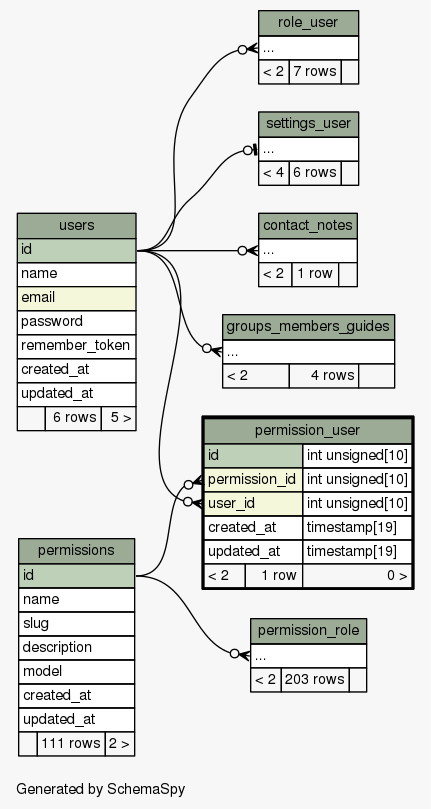 role_user
...
< 2 7 rows
settings_user
...
< 4 6 rows
contact_notes
...
< 2 1 row
users
id
name
email
password
remember_token
created_at
updated_at
6 rows 5 >
groups_members_guides
...
< 2 4 rows
permission_user
id int unsigned[10]
permission_id int unsigned[10]
user_id int unsigned[10]
created_at timestamp[19]
updated_at timestamp[19]
< 2 1 row 0 >
permissions
id
name
slug
description
model
created_at
updated_at
111 rows 2 >
permission_role
...
< 2 203 rows
Generated by SchemaSpy